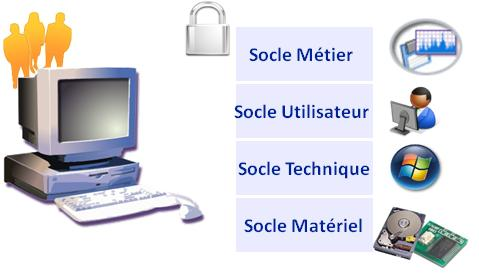 Socle Métier
Socle Utilisateur
Socle Technique
Socle Matériel